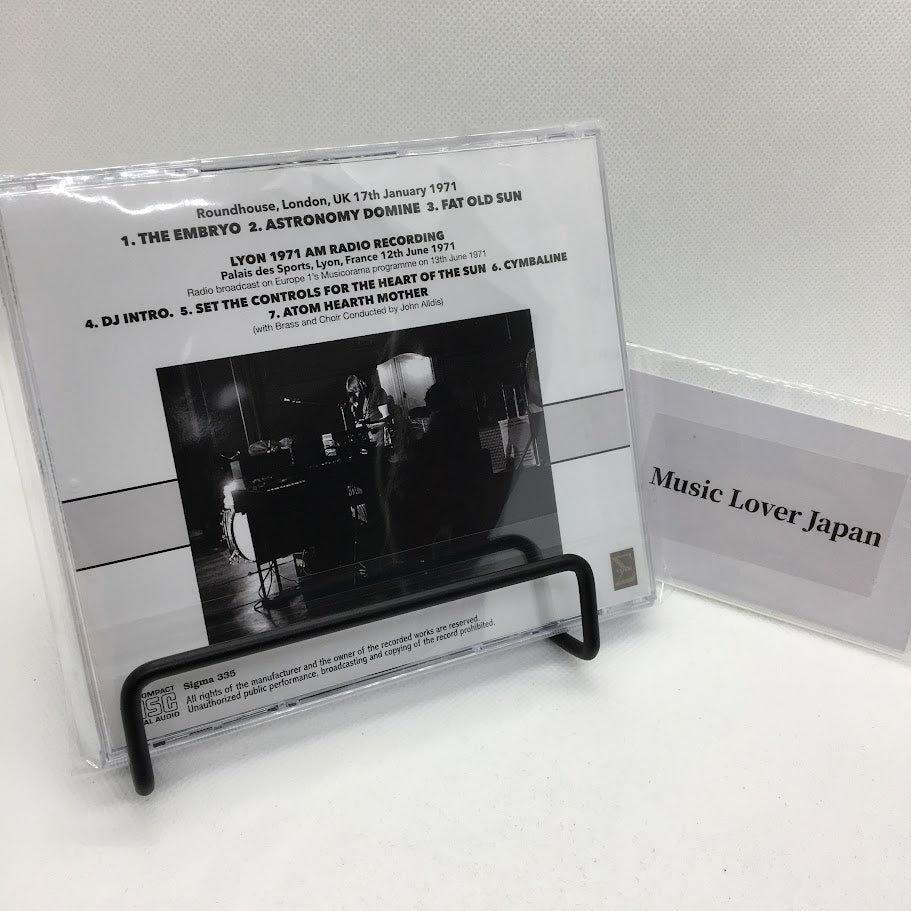 Roundhouse, London, UK 17th January 1971
1. THE EMBRYO 2. ASTRONOMY DOMINE 3. FAT OLD SUN
LYON 1971 AM RADIO RECORDING
Palais des Sports, Lyon, France 12th June 1971
Radio broadcast on Europe 1's Musicorama programme on 13th June 1971
4. DJ INTRO. 5. SET THE CONTROLS FOR THE HEART OF THE SUN 6. CYMBALINE
7. ATOM HEARTH MOTHER
(with Brass and Choir Conducted by John Alldis)
Music Lover Japan
Sigma 335
All rights of the manufacturer and the owner of the recorded works are reserved.
Unauthorized public performance, broadcasting and copying of the record prohibited.
OMPACT
ISC
AL AUDIO